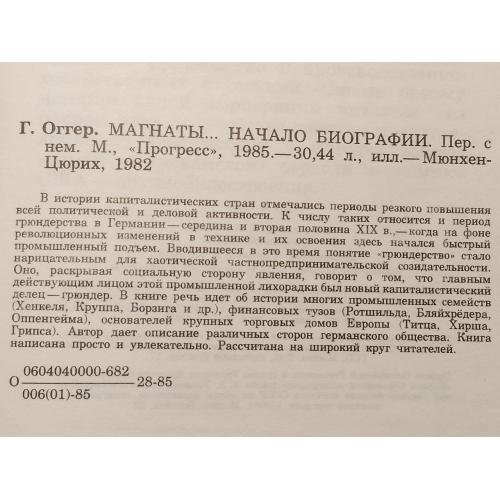 Г. Оггер. МАГНАТЫ... НАЧАЛО БИОГРАФИИ. Пер. с
нем. М., «Прогресс», 1985.—30,44 л., илл.— Мюнхен-
Цюрих, 1982
В истории капиталистических стран отмечались периоды резкого повышения
всей политической и деловой активности. К числу таких относится и период
грюндерства в Германии — середина и вторая половина XIX в.,— когда на фоне
революционных изменений в технике и их освоения здесь начался быстрый
промышленный подъем. Вводившееся в это время понятие «грюндерство» стало
нарицательным для хаотической частнопредпринимательской созидательности.
Оно, раскрывая социальную сторону явления, говорит о том, что главным
действующим лицом этой промышленной лихорадки был новый капиталистический
делец — грюндер. В книге речь идет об истории многих промышленных семейств
(Хенкеля, Круппа, Борзига и др.), финансовых тузов (Ротшильда, Бляйхрёдера,
Оппенгейма), основателей крупных торговых домов Европы (Титца, Хирша,
Грипса). Автор дает описание различных сторон германского общества. Книга
написана просто и увлекательно. Рассчитана на широкий круг читателей.
0604040000-682
О 28-85
006(01)-85